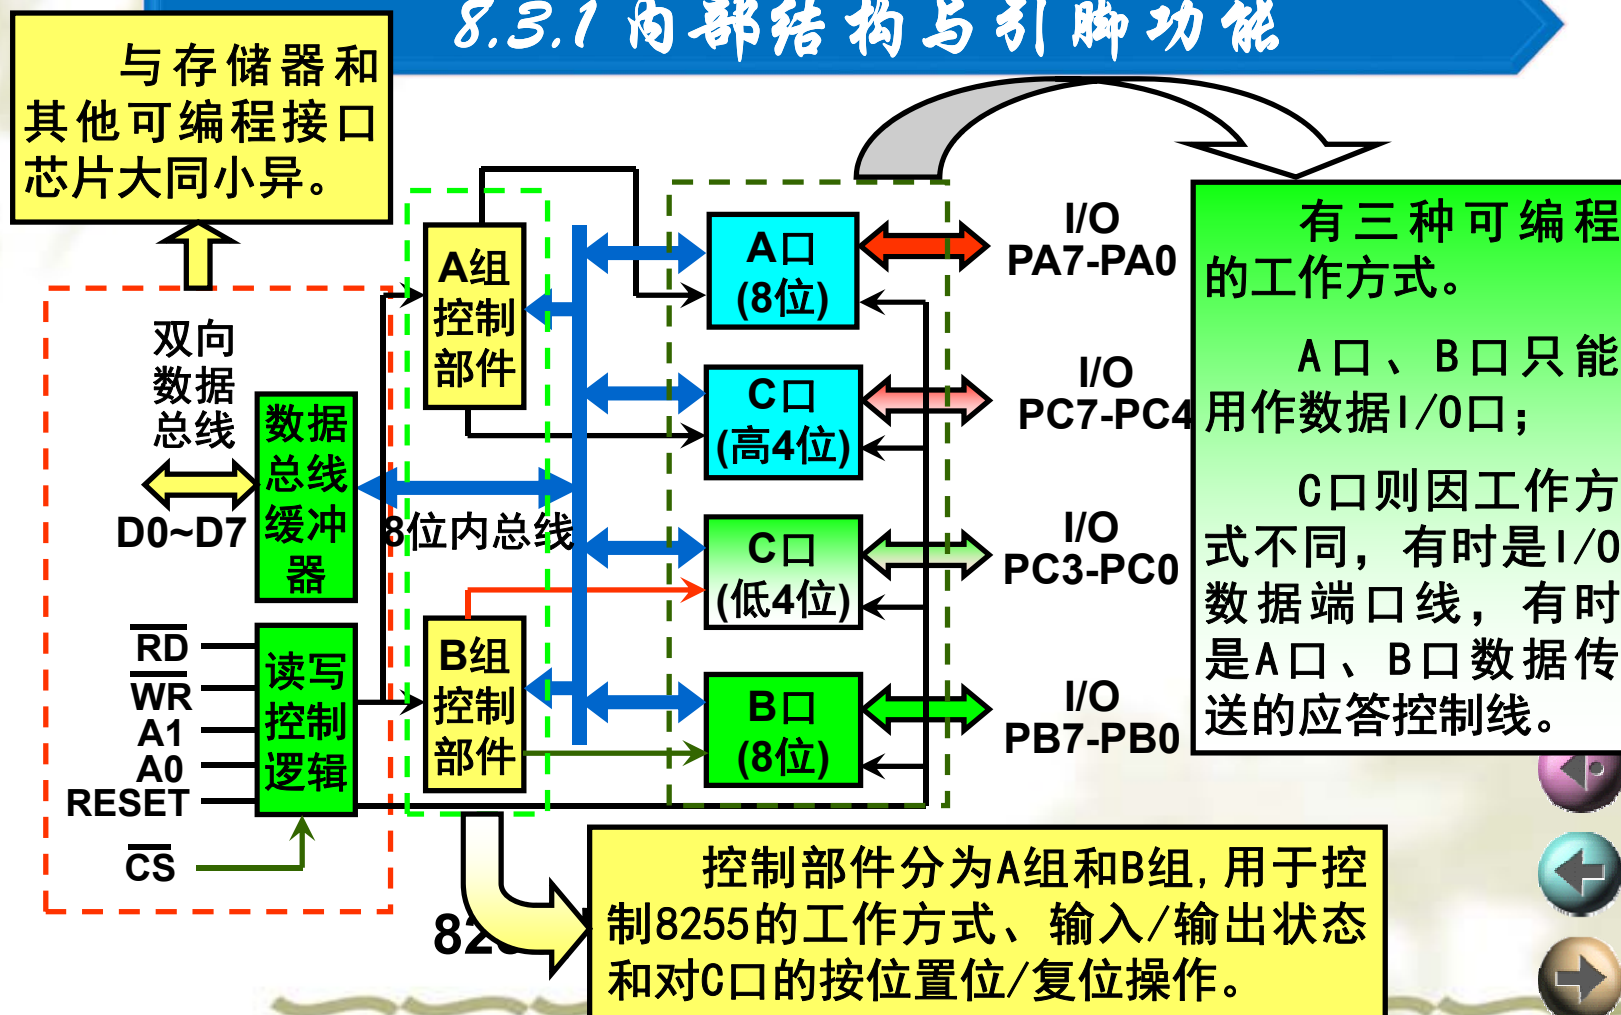 8.3.1 内部结构与引脚功能
与存储器和
其他可编程接口
芯片大同小异。
双向
数据
总线
D0~D7
数据
总线
缓冲
器
RD
WR
A1
A0
RESET
CS
读写
控制
逻辑
A组
控制
部件
8位内总线
B组
控制
部件
A口
(8位)
C口
(高4位)
C口
(低4位)
B口
(8位)
I/O
PA7-PA0
I/O
PC7-PC4
I/O
PC3-PC0
I/O
PB7-PB0
有三种可编程
的工作方式。
A口、B口只能
用作数据I/O口；
C口则因工作方
式不同，有时是I/O
数据端口线，有时
是A口、B口数据传
送的应答控制线。
控制部件分为A组和B组,用于控
制8255的工作方式、输入/输出状态
和对C口的按位置位/复位操作。